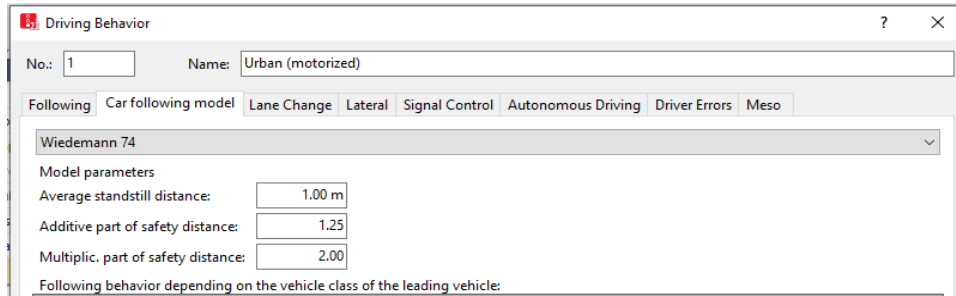 Driving Behavior ? ×
No.: 1 Name: Urban (motorized)
Following Car following model Lane Change Lateral Signal Control Autonomous Driving Driver Errors Meso
Wiedemann 74
Model parameters
Average standstill distance: 1.00 m
Additive part of safety distance: 1.25
Multiplic. part of safety distance: 2.00
Following behavior depending on the vehicle class of the leading vehicle: